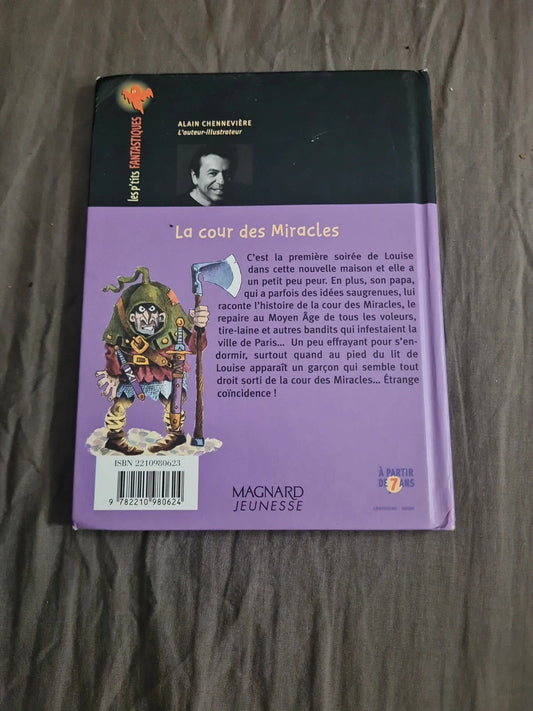 les p'tits FANTASTIQUES
ALAIN CHENNEVIÈRE
L'auteur-illustrateur
La cour des Miracles
C'est la première soirée de Louise
dans cette nouvelle maison et elle a
un petit peu peur. En plus, son papa,
qui a parfois des idées saugrenues, lui
raconte l'histoire de la cour des Miracles, le
repaire au Moyen Âge de tous les voleurs,
tire-laine et autres bandits qui infestaient la
ville de Paris... Un peu effrayant pour s'en-
dormir, surtout quand au pied du lit de
Louise apparaît un garçon qui semble tout
droit sorti de la cour des Miracles... Étrange
coïncidence !
ISBN 2210980623
9 782210 980624
MAGNARD
JEUNESSE
À PARTIR
DE 7 ANS